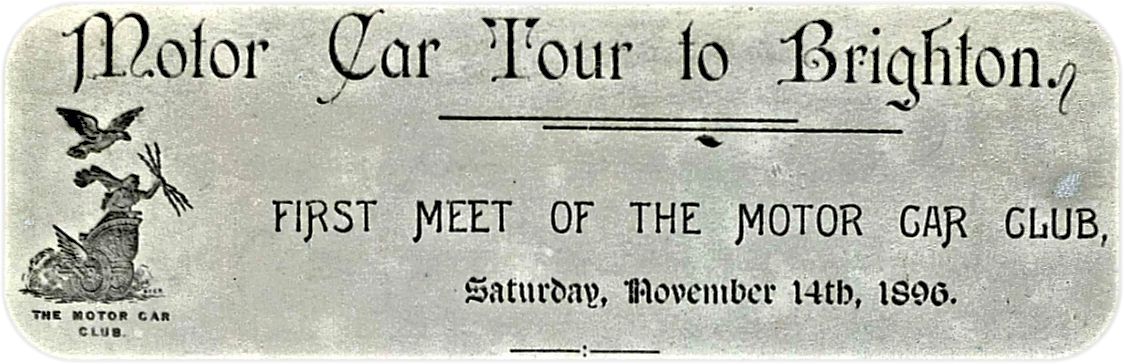 Motor Car Tour to Brighton.
FIRST MEET OF THE MOTOR CAR CLUB,
Saturday, November 14th, 1896.
THE MOTOR CAR
CLUB.